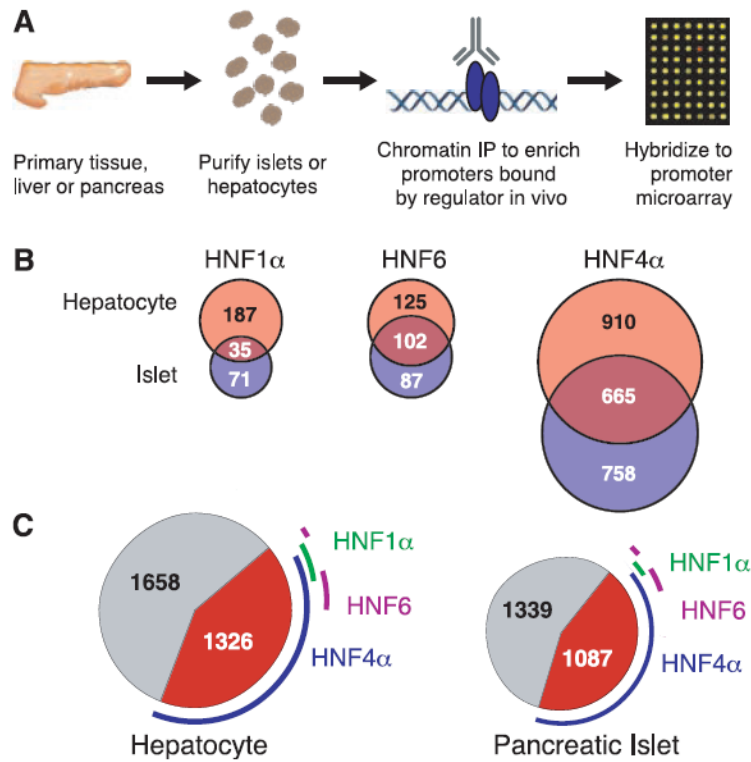 A
Primary tissue,
liver or pancreas
Purify islets or
hepatocytes
Chromatin IP to enrich
promoters bound
by regulator in vivo
Hybridize to
promoter
microarray
B
HNF1α
HNF6
HNF4α
Hepatocyte
187
125
910
35
102
665
Islet
71
87
758
C
1658
1326
HNF1α
HNF6
HNF4α
Hepatocyte
1339
1087
HNF1α
HNF6
HNF4α
Pancreatic Islet